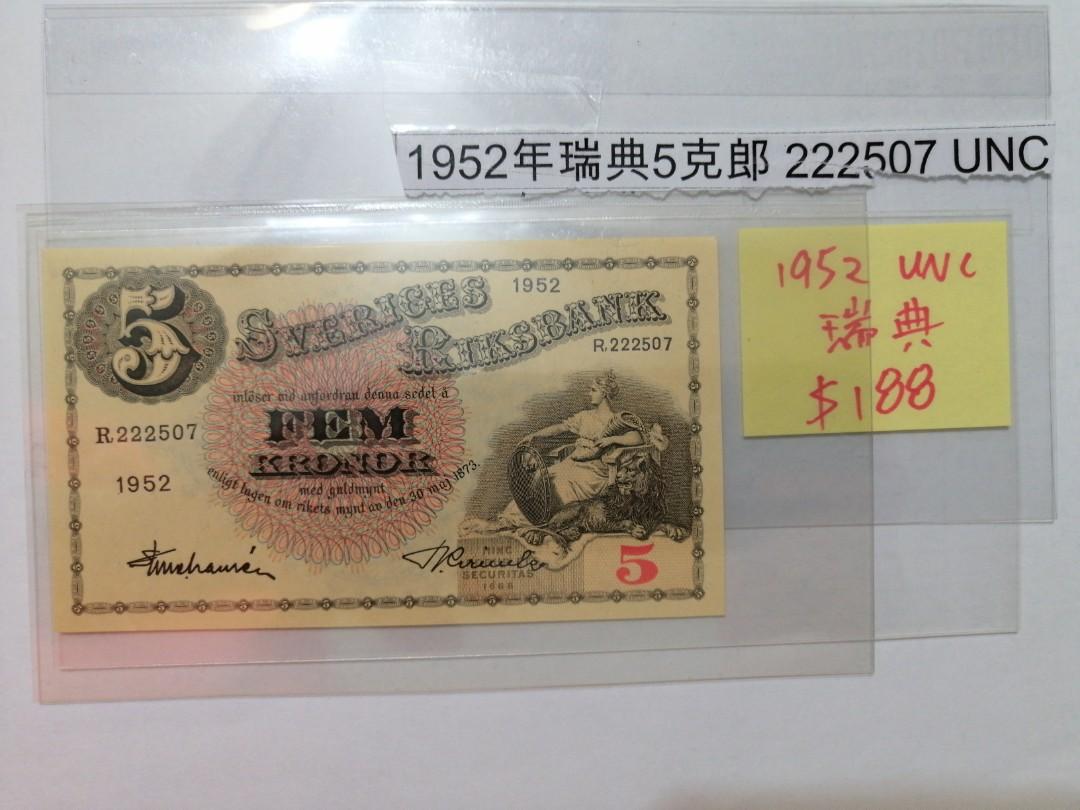 1952年瑞典5克郎 222507 UNC
1952 UNC
瑞典
$188
5
SVERIGES
1952
RIKSBANK
R.222507
inlöser vid anfordran denna sedel å
FEM
KRONOR
R.222507
1952
med guldmynt
enligt lagen om rikets mynt av den 30 maj 1873.
HINC
SECURITAS
1668
5